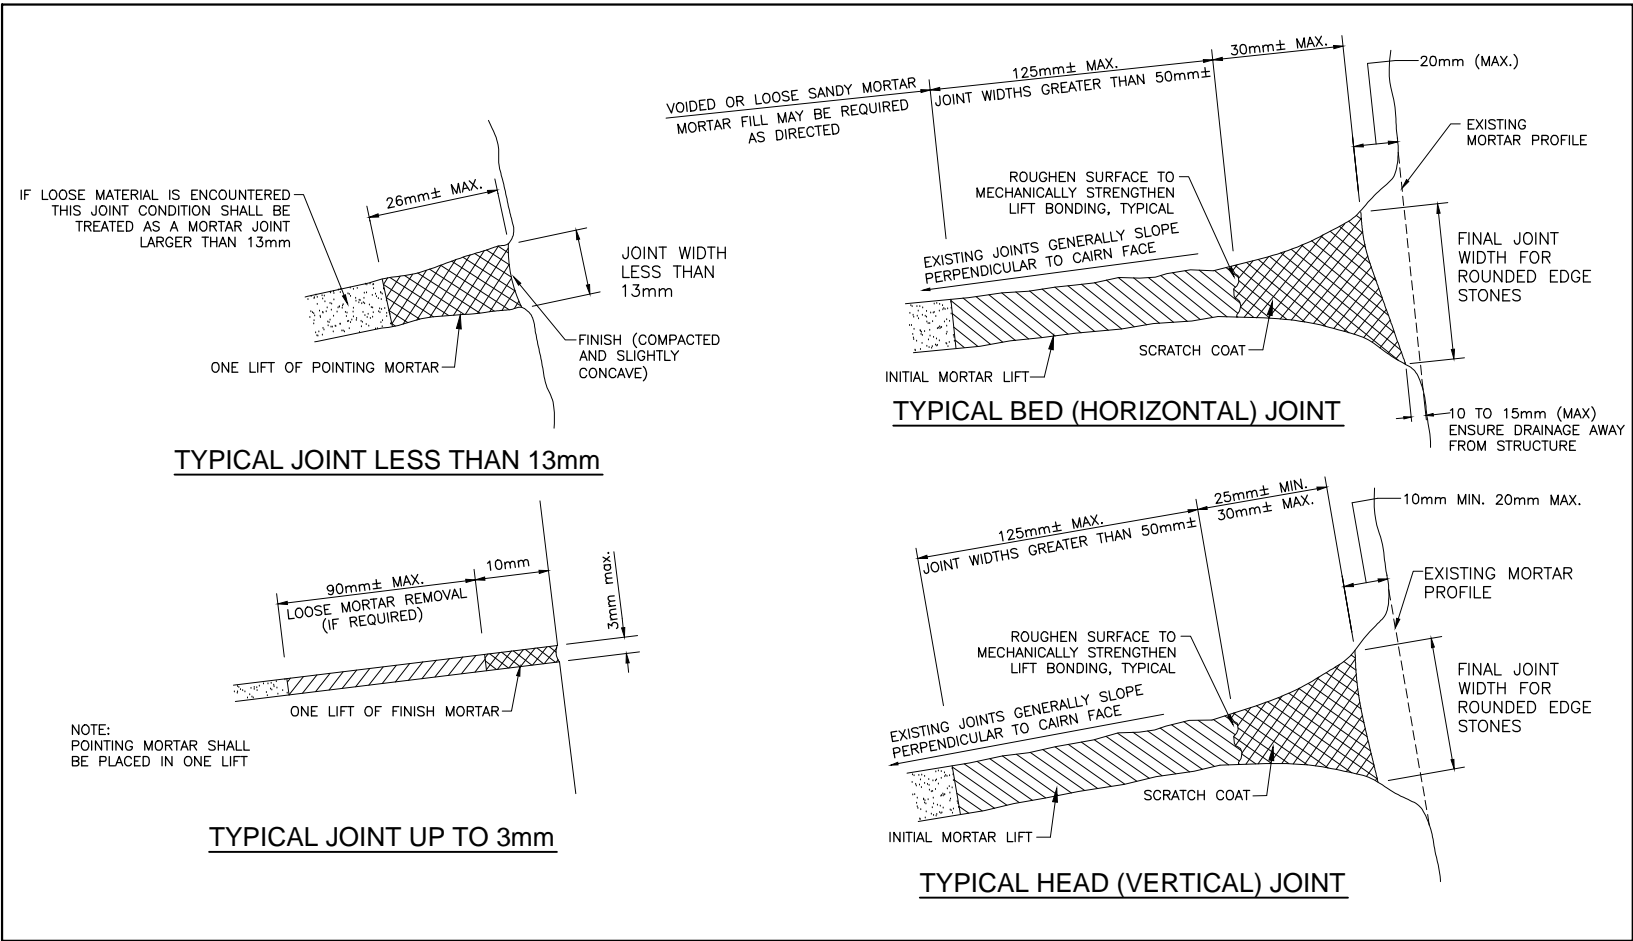 IF LOOSE MATERIAL IS ENCOUNTERED
THIS JOINT CONDITION SHALL BE
TREATED AS A MORTAR JOINT
LARGER THAN 13mm
26mm± MAX.
JOINT WIDTH
LESS THAN
13mm
FINISH (COMPACTED
AND SLIGHTLY
CONCAVE)
ONE LIFT OF POINTING MORTAR
TYPICAL JOINT LESS THAN 13mm
VOIDED OR LOOSE SANDY MORTAR
MORTAR FILL MAY BE REQUIRED
AS DIRECTED
125mm± MAX.
JOINT WIDTHS GREATER THAN 50mm±
30mm± MAX.
20mm (MAX.)
EXISTING
MORTAR PROFILE
ROUGHEN SURFACE TO
MECHANICALLY STRENGTHEN
LIFT BONDING, TYPICAL
EXISTING JOINTS GENERALLY SLOPE
PERPENDICULAR TO CAIRN FACE
FINAL JOINT
WIDTH FOR
ROUNDED EDGE
STONES
SCRATCH COAT
INITIAL MORTAR LIFT
10 TO 15mm (MAX)
ENSURE DRAINAGE AWAY
FROM STRUCTURE
TYPICAL BED (HORIZONTAL) JOINT
90mm± MAX.
LOOSE MORTAR REMOVAL
(IF REQUIRED)
10mm
3mm max.
ONE LIFT OF FINISH MORTAR
NOTE:
POINTING MORTAR SHALL
BE PLACED IN ONE LIFT
TYPICAL JOINT UP TO 3mm
125mm± MAX.
JOINT WIDTHS GREATER THAN 50mm±
25mm± MIN.
30mm± MAX.
10mm MIN. 20mm MAX.
EXISTING MORTAR
PROFILE
ROUGHEN SURFACE TO
MECHANICALLY STRENGTHEN
LIFT BONDING, TYPICAL
EXISTING JOINTS GENERALLY SLOPE
PERPENDICULAR TO CAIRN FACE
FINAL JOINT
WIDTH FOR
ROUNDED EDGE
STONES
SCRATCH COAT
INITIAL MORTAR LIFT
TYPICAL HEAD (VERTICAL) JOINT